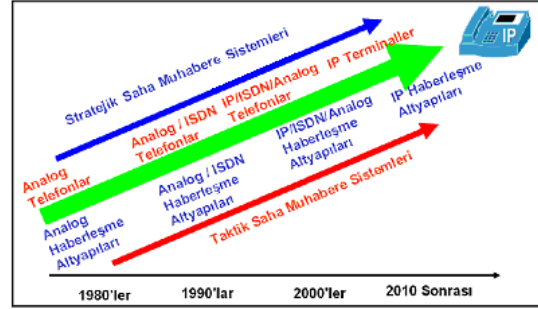 IP
Stratejik Saha Muhabere Sistemleri
Analog
Telefonlar
Analog / ISDN
Telefonlar
IP/ISDN/Analog
Telefonlar
IP Terminaller
Analog
Haberleşme
Altyapıları
Analog / ISDN
Haberleşme
Altyapıları
IP/ISDN/Analog
Haberleşme
Altyapıları
IP Haberleşme
Altyapıları
Taktik Saha Muhabere Sistemleri
1980'ler
1990'lar
2000'ler
2010 Sonrası